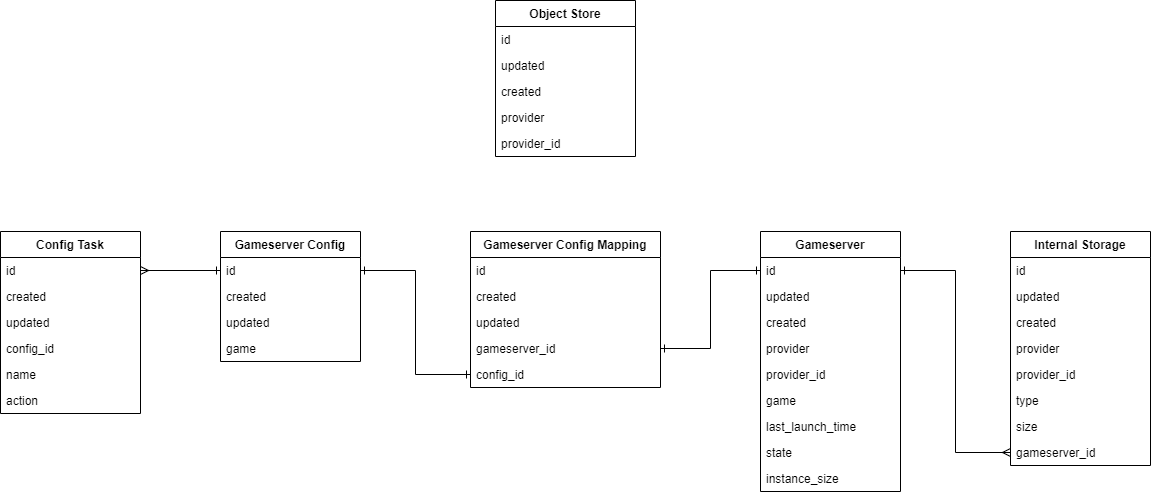 Object Store
id
updated
created
provider
provider_id
Config Task
id
created
updated
config_id
name
action
Gameserver Config
id
created
updated
game
Gameserver Config Mapping
id
created
updated
gameserver_id
config_id
Gameserver
id
updated
created
provider
provider_id
game
last_launch_time
state
instance_size
Internal Storage
id
updated
created
provider
provider_id
type
size
gameserver_id